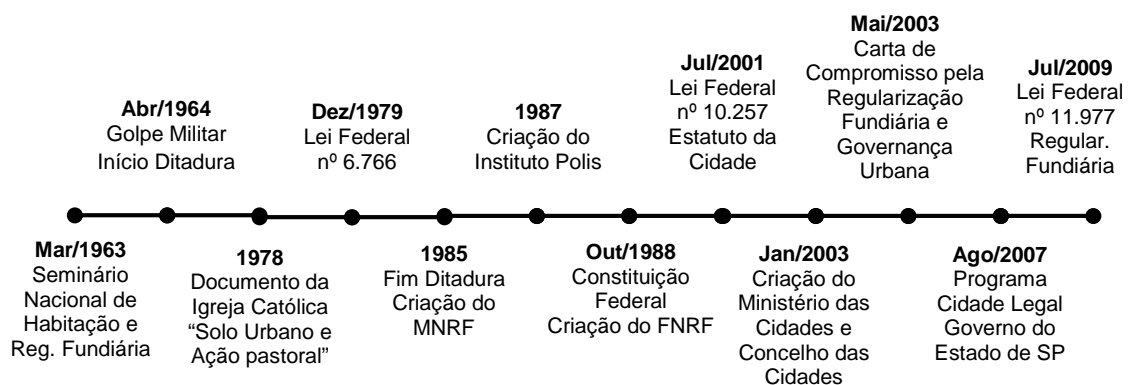 Mar/1963
Seminário
Nacional de
Habitação e
Reg. Fundiária
Abr/1964
Golpe Militar
Início Ditadura
1978
Documento da
Igreja Católica
“Solo Urbano e
Ação pastoral”
Dez/1979
Lei Federal
nº 6.766
1985
Fim Ditadura
Criação do
MNRF
1987
Criação do
Instituto Polis
Out/1988
Constituição
Federal
Criação do FNRF
Jul/2001
Lei Federal
nº 10.257
Estatuto da
Cidade
Jan/2003
Criação do
Ministério das
Cidades e
Concelho das
Cidades
Mai/2003
Carta de
Compromisso pela
Regularização
Fundiária e
Governança
Urbana
Ago/2007
Programa
Cidade Legal
Governo do
Estado de SP
Jul/2009
Lei Federal
nº 11.977
Regular.
Fundiária